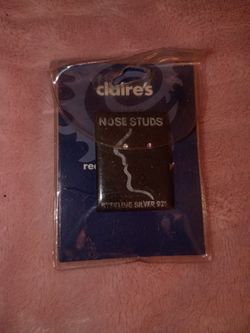 claire's
NOSE STUDS
STERLING SILVER 925